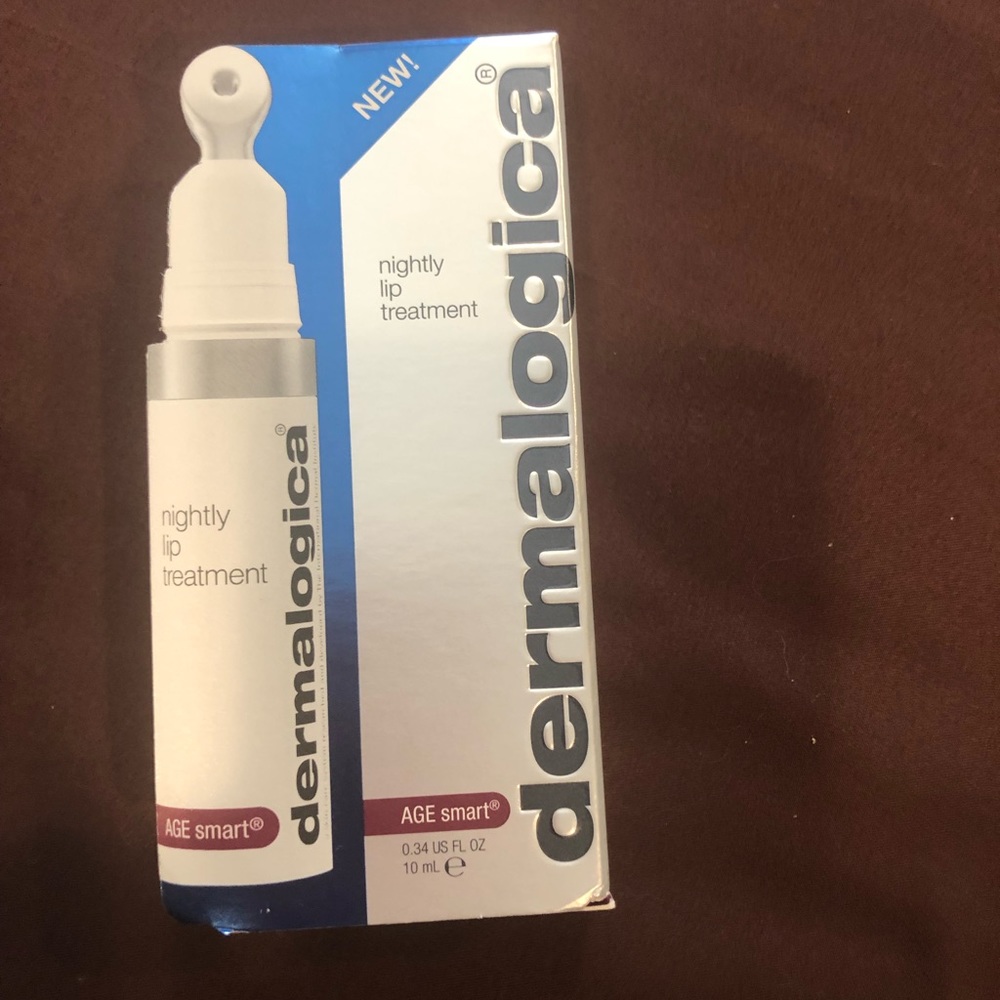 NEW!
dermalogica®
nightly
lip
treatment
AGE smart®
0.34 US FL OZ
10 mL ℮
nightly
lip
treatment
dermalogica®
AGE smart®